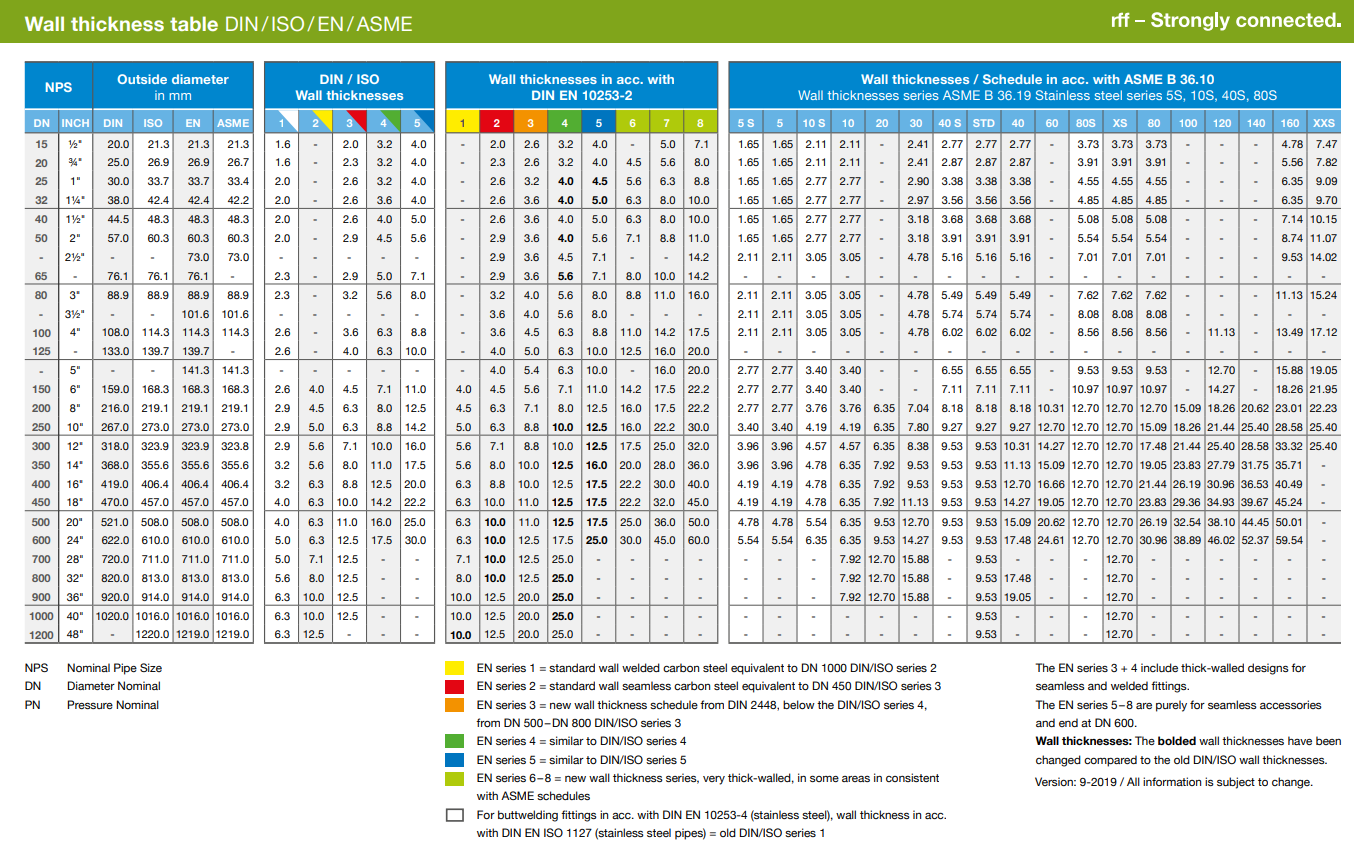 Wall thickness table DIN / ISO / EN / ASME
rff – Strongly connected.
NPS Outside diameter in mm DIN / ISO Wall thicknesses Wall thicknesses in acc. with DIN EN 10253-2 Wall thicknesses / Schedule in acc. with ASME B 36.10
Wall thicknesses series ASME B 36.19 Stainless steel series 5S, 10S, 40S, 80S
DN INCH DIN ISO EN ASME 1 2 3 4 5 1 2 3 4 5 6 7 8 5 S 5 10 S 10 20 30 40 S STD 40 60 80S XS 80 100 120 140 160 XXS
15 ½" 20.0 21.3 21.3 21.3 1.6 - 2.0 3.2 4.0 - 2.0 2.6 3.2 4.0 - 5.0 7.1 1.65 1.65 2.11 2.11 - 2.41 2.77 2.77 2.77 - 3.73 3.73 3.73 - - - 4.78 7.47
20 ¾" 25.0 26.9 26.9 26.7 1.6 - 2.3 3.2 4.0 - 2.3 2.6 3.2 4.0 4.5 5.6 8.0 1.65 1.65 2.11 2.11 - 2.41 2.87 2.87 2.87 - 3.91 3.91 3.91 - - - 5.56 7.82
25 1" 30.0 33.7 33.7 33.4 2.0 - 2.6 3.2 4.0 - 2.6 3.2 4.0 4.5 5.6 6.3 8.8 1.65 1.65 2.77 2.77 - 2.90 3.38 3.38 3.38 - 4.55 4.55 4.55 - - - 6.35 9.09
32 1¼" 38.0 42.4 42.4 42.2 2.0 - 2.6 3.6 4.0 - 2.6 3.6 4.0 5.0 6.3 8.0 10.0 1.65 1.65 2.77 2.77 - 2.97 3.56 3.56 3.56 - 4.85 4.85 4.85 - - - 6.35 9.70
40 1½" 44.5 48.3 48.3 48.3 2.0 - 2.6 4.0 5.0 - 2.6 3.6 4.0 5.0 6.3 8.0 10.0 1.65 1.65 2.77 2.77 - 3.18 3.68 3.68 3.68 - 5.08 5.08 5.08 - - - 7.14 10.15
50 2" 57.0 60.3 60.3 60.3 2.0 - 2.9 4.5 5.6 - 2.9 3.6 4.0 5.6 7.1 8.8 11.0 1.65 1.65 2.77 2.77 - 3.18 3.91 3.91 3.91 - 5.54 5.54 5.54 - - - 8.74 11.07
- 2½" - - 73.0 73.0 - 2.9 3.6 4.5 7.1 - - 14.2 2.11 2.11 3.05 3.05 - 4.78 5.16 5.16 5.16 - 7.01 7.01 7.01 - - - 9.53 14.02
65 - 76.1 76.1 76.1 - 2.3 - 2.9 5.0 7.1 - 2.9 3.6 5.6 7.1 8.0 10.0 14.2 - - - - - - - - - - - - - - - - - -
80 3" 88.9 88.9 88.9 88.9 2.3 - 3.2 5.6 8.0 - 3.2 4.0 5.6 8.0 8.8 11.0 16.0 2.11 2.11 3.05 3.05 - 4.78 5.49 5.49 5.49 - 7.62 7.62 7.62 - - - 11.13 15.24
- 3½" - - 101.6 101.6 - 3.6 4.0 5.6 8.0 - - - 2.11 2.11 3.05 3.05 - 4.78 5.74 5.74 5.74 - 8.08 8.08 8.08 - - - - -
100 4" 108.0 114.3 114.3 114.3 2.6 - 3.6 6.3 8.8 - 3.6 4.5 6.3 8.8 11.0 14.2 17.5 2.11 2.11 3.05 3.05 - 4.78 6.02 6.02 6.02 - 8.56 8.56 8.56 - 11.13 - 13.49 17.12
125 - 133.0 139.7 139.7 - 2.6 - 4.0 6.3 10.0 - 4.0 5.0 6.3 10.0 12.5 16.0 20.0 - - - - - - - - - - - - - - - - - -
- 5" - - 141.3 141.3 - 4.0 5.4 6.3 10.0 - 16.0 20.0 2.77 2.77 3.40 3.40 - - 6.55 6.55 6.55 - 9.53 9.53 9.53 - 12.70 - 15.88 19.05
150 6" 159.0 168.3 168.3 168.3 2.6 4.0 4.5 7.1 11.0 4.0 4.5 5.6 7.1 11.0 14.2 17.5 22.2 2.77 2.77 3.40 3.40 - - 7.11 7.11 7.11 - 10.97 10.97 10.97 - 14.27 - 18.26 21.95
200 8" 216.0 219.1 219.1 219.1 2.9 4.5 6.3 8.0 12.5 4.5 6.3 7.1 8.0 12.5 16.0 17.5 22.2 2.77 2.77 3.76 3.76 6.35 7.04 8.18 8.18 8.18 10.31 12.70 12.70 12.70 15.09 18.26 20.62 23.01 22.23
250 10" 267.0 273.0 273.0 273.0 2.9 5.0 6.3 8.8 14.2 5.0 6.3 8.8 10.0 12.5 16.0 22.2 30.0 3.40 3.40 4.19 4.19 6.35 7.80 9.27 9.27 9.27 12.70 12.70 12.70 15.09 18.26 21.44 25.40 28.58 25.40
300 12" 318.0 323.9 323.9 323.8 2.9 5.6 7.1 10.0 16.0 5.6 7.1 8.8 10.0 12.5 17.5 25.0 32.0 3.96 3.96 4.57 4.57 6.35 8.38 9.53 9.53 10.31 14.27 12.70 12.70 17.48 21.44 25.40 28.58 33.32 25.40
350 14" 368.0 355.6 355.6 355.6 3.2 5.6 8.0 11.0 17.5 5.6 8.0 10.0 12.5 16.0 20.0 28.0 36.0 3.96 3.96 4.78 6.35 7.92 9.53 9.53 9.53 11.13 15.09 12.70 12.70 19.05 23.83 27.79 31.75 35.71 -
400 16" 419.0 406.4 406.4 406.4 3.2 6.3 8.8 12.5 20.0 6.3 8.8 10.0 12.5 17.5 22.2 30.0 40.0 4.19 4.19 4.78 6.35 7.92 9.53 9.53 9.53 12.70 16.66 12.70 12.70 21.44 26.19 30.96 36.53 40.49 -
450 18" 470.0 457.0 457.0 457.0 4.0 6.3 10.0 14.2 22.2 6.3 10.0 11.0 12.5 17.5 22.2 32.0 45.0 4.19 4.19 4.78 6.35 7.92 11.13 9.53 9.53 14.27 19.05 12.70 12.70 23.83 29.36 34.93 39.67 45.24 -
500 20" 521.0 508.0 508.0 508.0 4.0 6.3 11.0 16.0 25.0 6.3 10.0 11.0 12.5 17.5 25.0 36.0 50.0 4.78 4.78 5.54 6.35 9.53 12.70 9.53 9.53 15.09 20.62 12.70 12.70 26.19 32.54 38.10 44.45 50.01 -
600 24" 622.0 610.0 610.0 610.0 5.0 6.3 12.5 17.5 30.0 6.3 10.0 12.5 17.5 25.0 30.0 45.0 60.0 5.54 5.54 6.35 6.35 9.53 14.27 9.53 9.53 17.48 24.61 12.70 12.70 30.96 38.89 46.02 52.37 59.54 -
700 28" 720.0 711.0 711.0 711.0 5.0 7.1 12.5 - - 7.1 10.0 12.5 25.0 - - - - - - - 7.92 12.70 15.88 - 9.53 - - - 12.70 - - - - - -
800 32" 820.0 813.0 813.0 813.0 5.6 8.0 12.5 - - 8.0 10.0 12.5 25.0 - - - - - - - 7.92 12.70 15.88 - 9.53 17.48 - - 12.70 - - - - - -
900 36" 920.0 914.0 914.0 914.0 6.3 10.0 12.5 - - 10.0 12.5 20.0 25.0 - - - - - - - 7.92 12.70 15.88 - 9.53 19.05 - - 12.70 - - - - - -
1000 40" 1020.0 1016.0 1016.0 1016.0 6.3 10.0 12.5 - - 10.0 12.5 20.0 25.0 - - - - - - - - - - - 9.53 - - - 12.70 - - - - - -
1200 48" - 1220.0 1219.0 1219.0 6.3 12.5 - - - 10.0 12.5 20.0 25.0 - - - - - - - - - - - 9.53 - - - 12.70 - - - - - -
NPS Nominal Pipe Size
DN Diameter Nominal
PN Pressure Nominal
EN series 1 = standard wall welded carbon steel equivalent to DN 1000 DIN/ISO series 2
EN series 2 = standard wall seamless carbon steel equivalent to DN 450 DIN/ISO series 3
EN series 3 = new wall thickness schedule from DIN 2448, below the DIN/ISO series 4,
from DN 500–DN 800 DIN/ISO series 3
EN series 4 = similar to DIN/ISO series 4
EN series 5 = similar to DIN/ISO series 5
EN series 6–8 = new wall thickness series, very thick-walled, in some areas in consistent
with ASME schedules
For buttwelding fittings in acc. with DIN EN 10253-4 (stainless steel), wall thickness in acc.
with DIN EN ISO 1127 (stainless steel pipes) = old DIN/ISO series 1
The EN series 3 + 4 include thick-walled designs for
seamless and welded fittings.
The EN series 5–8 are purely for seamless accessories
and end at DN 600.
Wall thicknesses: The bolded wall thicknesses have been
changed compared to the old DIN/ISO wall thicknesses.
Version: 9-2019 / All information is subject to change.